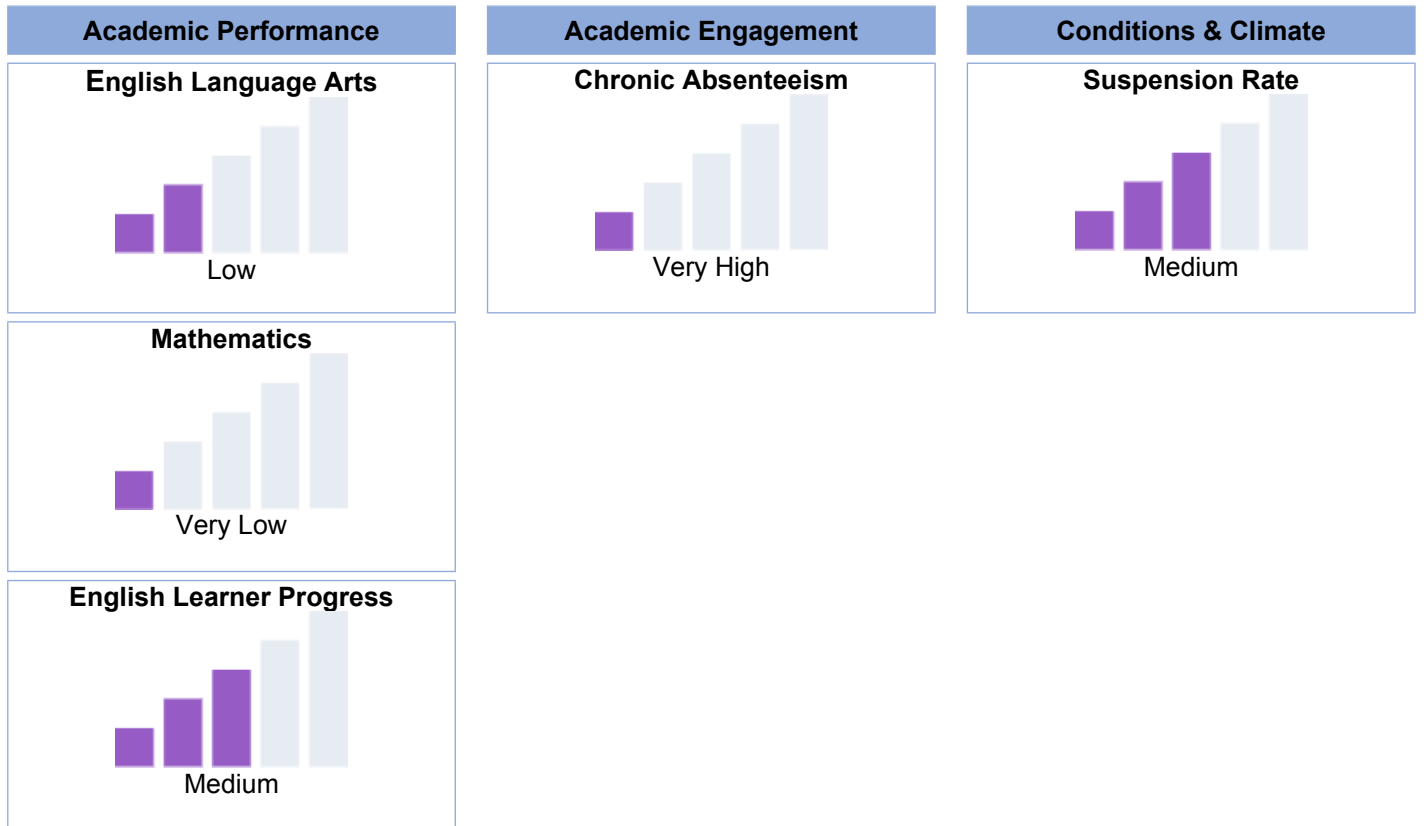 Academic Performance
Academic Engagement
Conditions & Climate
English Language Arts
Low
Chronic Absenteeism
Very High
Suspension Rate
Medium
Mathematics
Very Low
English Learner Progress
Medium